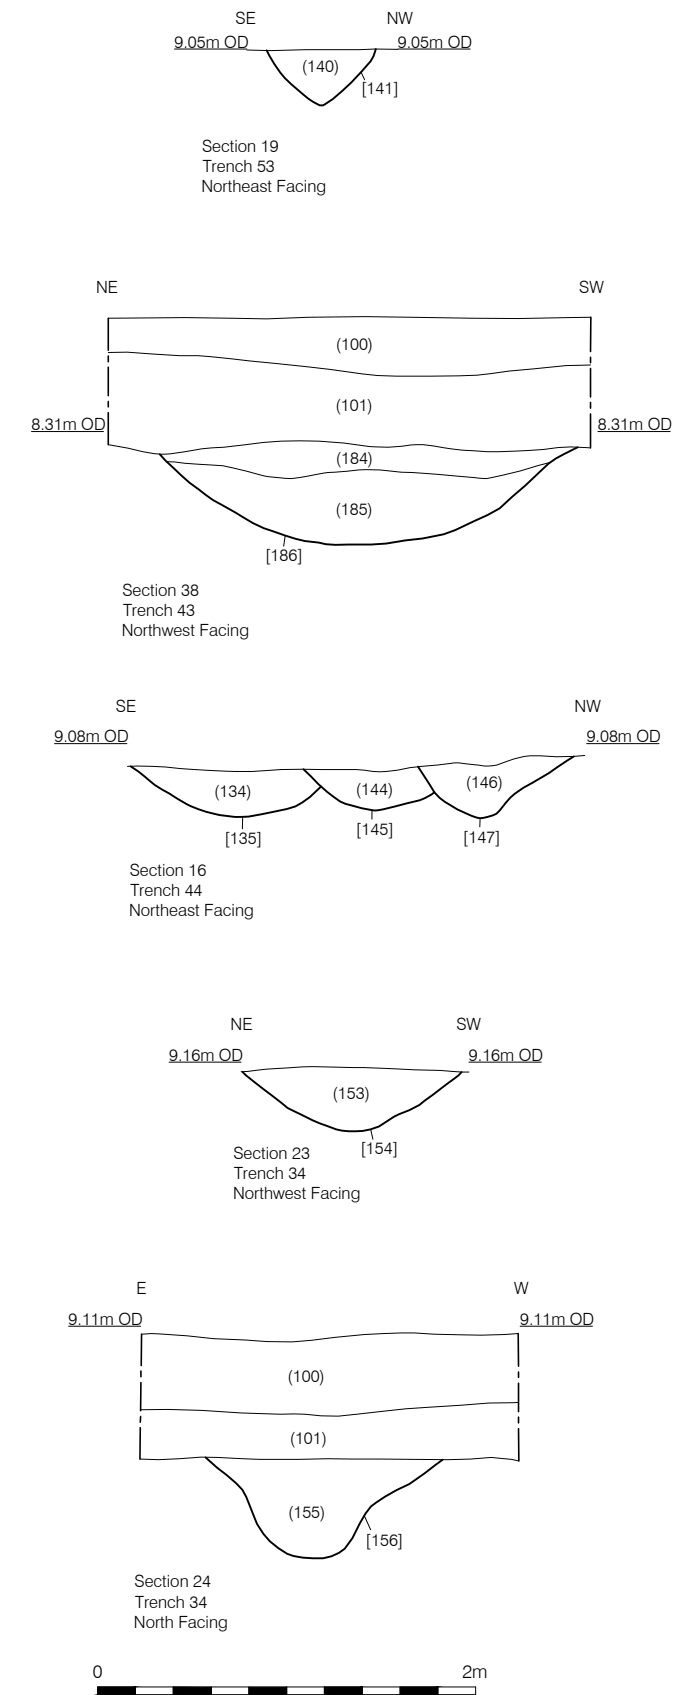 SE NW
9.05m OD 9.05m OD
(140)
[141]
Section 19
Trench 53
Northeast Facing
NE SW
(100)
(101)
8.31m OD 8.31m OD
(184)
(185)
[186]
Section 38
Trench 43
Northwest Facing
SE NW
9.08m OD 9.08m OD
(134) (144) (146)
[135] [145] [147]
Section 16
Trench 44
Northeast Facing
NE SW
9.16m OD 9.16m OD
(153)
[154]
Section 23
Trench 34
Northwest Facing
E W
9.11m OD 9.11m OD
(100)
(101)
(155)
[156]
Section 24
Trench 34
North Facing
0 2m